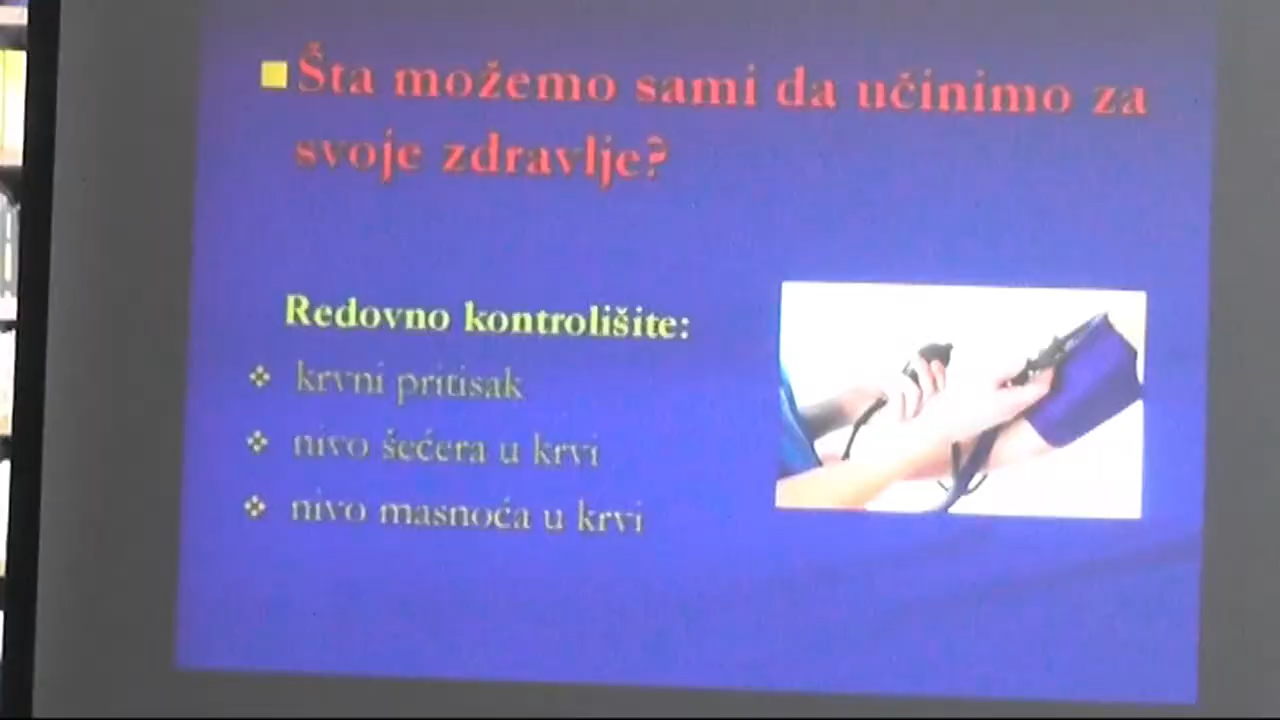 Šta možemo sami da učinimo za
svoje zdravlje?
Redovno kontrolišite:
krvni pritisak
nivo šećera u krvi
nivo masnoća u krvi